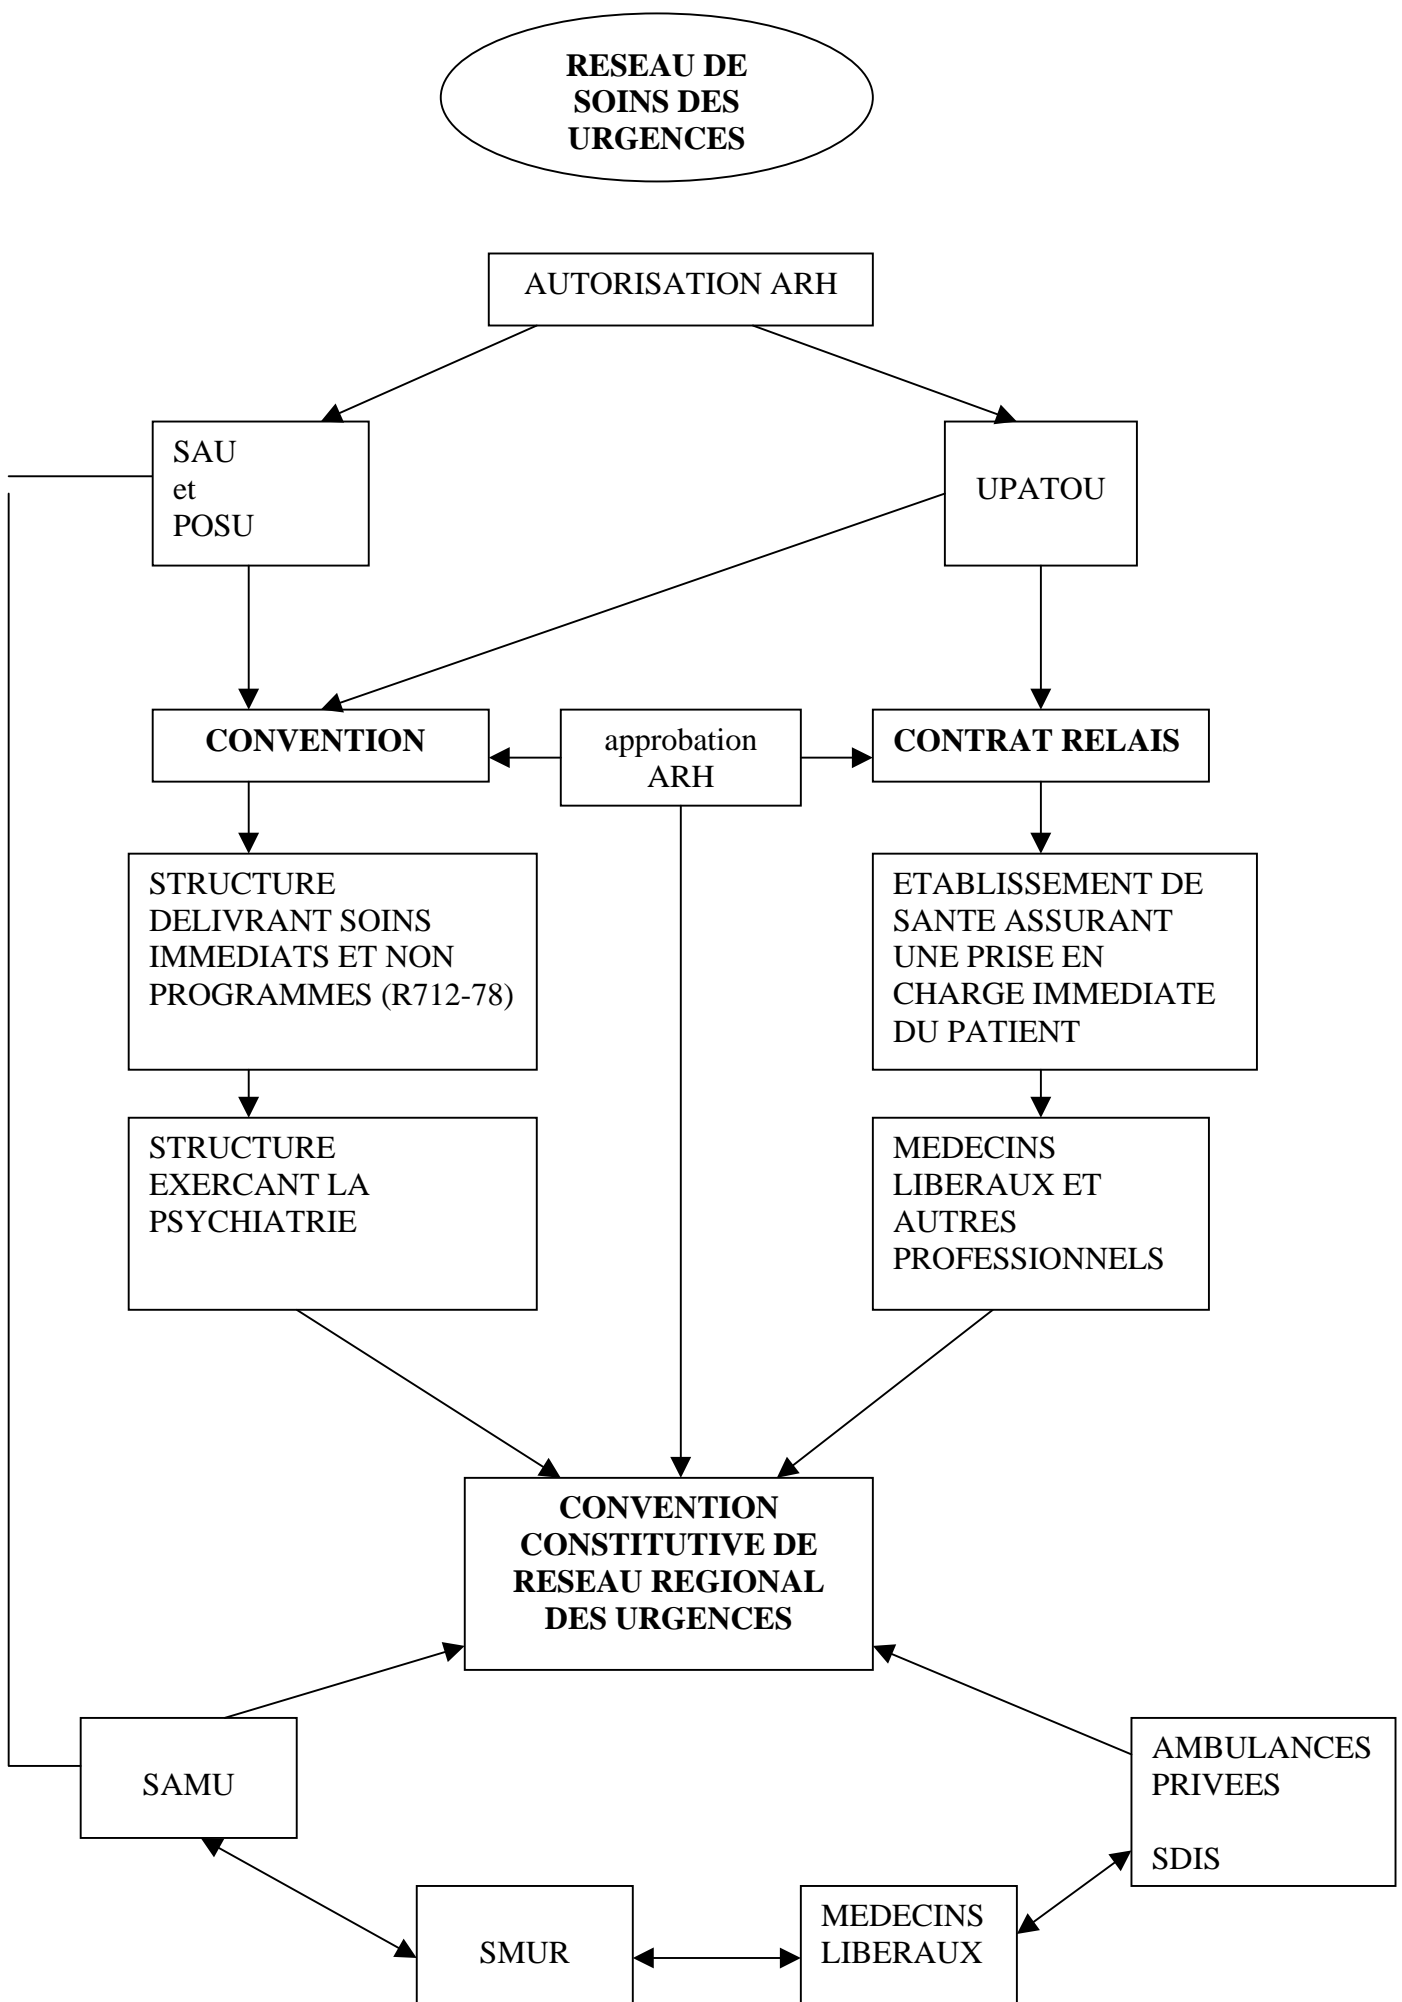 RESEAU DE
SOINS DES
URGENCES
AUTORISATION ARH
SAU
et
POSU
UPATOU
CONVENTION
approbation
ARH
CONTRAT RELAIS
STRUCTURE
DELIVRANT SOINS
IMMEDIATS ET NON
PROGRAMMES (R712-78)
ETABLISSEMENT DE
SANTE ASSURANT
UNE PRISE EN
CHARGE IMMEDIATE
DU PATIENT
STRUCTURE
EXERCANT LA
PSYCHIATRIE
MEDECINS
LIBERAUX ET
AUTRES
PROFESSIONNELS
CONVENTION
CONSTITUTIVE DE
RESEAU REGIONAL
DES URGENCES
SAMU
AMBULANCES
PRIVEES
SDIS
SMUR
MEDECINS
LIBERAUX